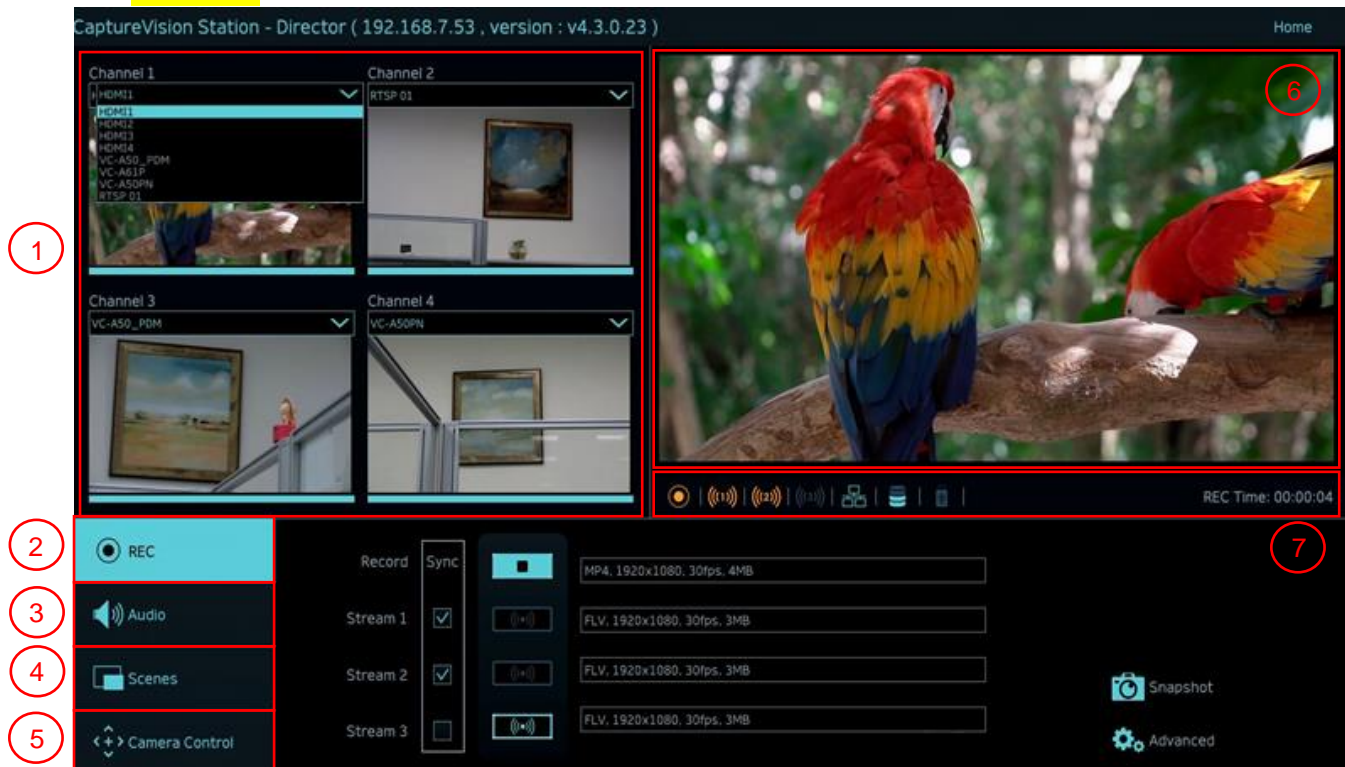 CaptureVision Station - Director ( 192.168.7.53 , version : v4.3.0.23 )
Home
Channel 1
HDMI1
HDMI1
HDMI2
HDMI3
HDMI4
VC-A50_PDM
VC-A61P
VC-A50PN
RTSP 01
Channel 2
RTSP 01
Channel 3
VC-A50_PDM
Channel 4
VC-A50PN
1
6
((1)) ((2)) ((3))
REC Time: 00:00:04
2
REC
3
Audio
4
Scenes
5
Camera Control
Record Sync
MP4, 1920x1080, 30fps, 4MB
Stream 1
FLV, 1920x1080, 30fps, 3MB
Stream 2
FLV, 1920x1080, 30fps, 3MB
Stream 3
FLV, 1920x1080, 30fps, 3MB
7
Snapshot
Advanced